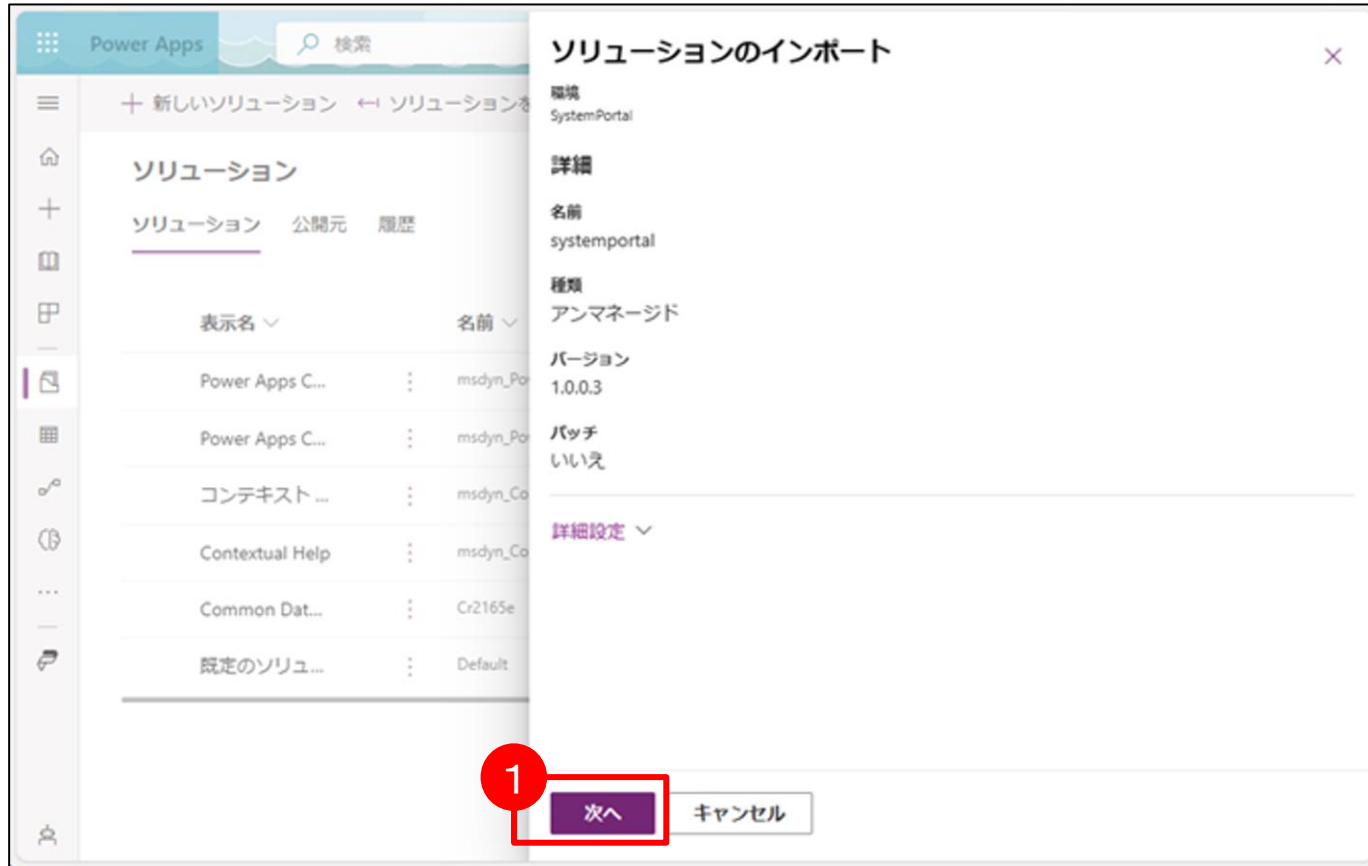 Power Apps
検索
+ 新しいソリューション ← ソリューションを
ソリューション
ソリューション 公開元 履歴
表示名 名前
Power Apps C... msdyn_Po
Power Apps C... msdyn_Po
コンテキスト ... msdyn_Co
Contextual Help msdyn_Co
Common Dat... Cr2165e
既定のソリュ... Default
ソリューションのインポート
環境
SystemPortal
詳細
名前
systemportal
種類
アンマネージド
バージョン
1.0.0.3
パッチ
いいえ
詳細設定
1
次へ キャンセル